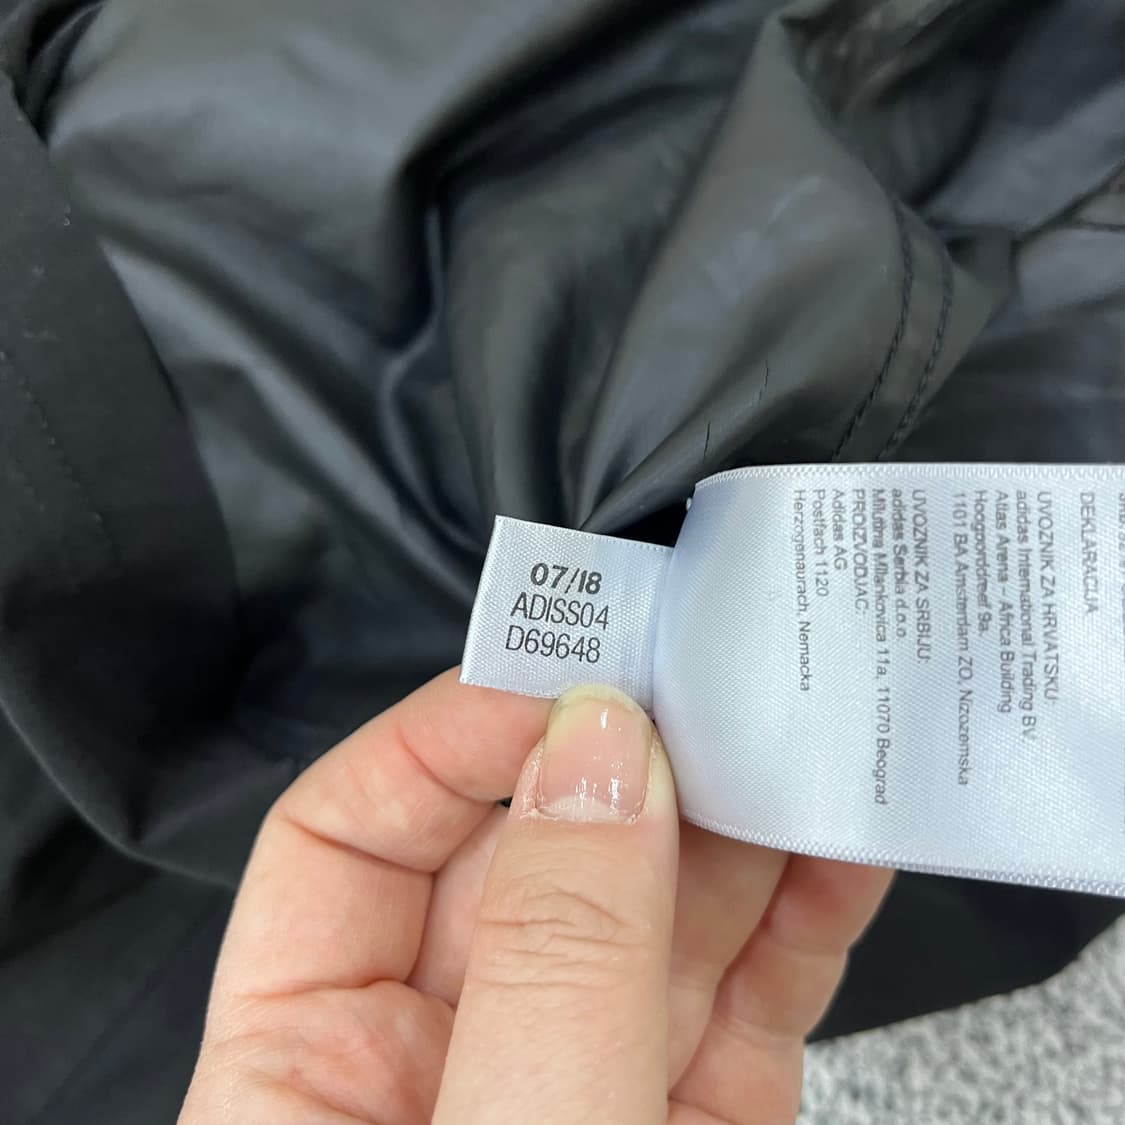 07/18
ADISS04
D69648
DEKLARACIJA
UVOZNIK ZA HRVATSKU:
adidas International Trading BV
Atlas Arena - Africa Building
Hoogoorddreef 9a.
1101 BA Amsterdam ZO, Nizozemska
UVOZNIK ZA SRBIJU:
adidas Serbia d.o.o
Milutina Milankovica 11a, 11070 Beograd
PROIZVODJAC:
Adidas AG
Postfach 1120
Herzogenaurach, Nemacka